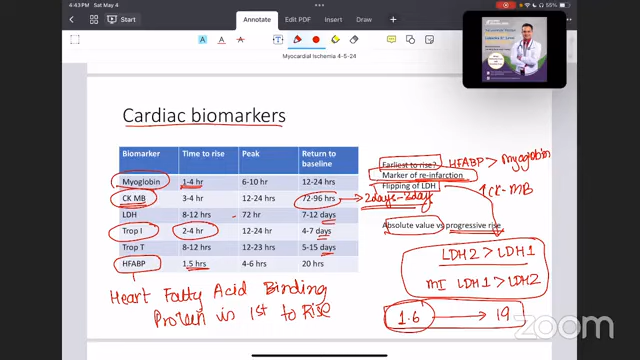 4:43 PM Sat May 4
55%
Start
Annotate
Edit PDF
Insert
Draw
Myocardial Ischemia 4-5-24
Cardiac biomarkers
Biomarker Time to rise Peak Return to baseline
Myoglobin 1-4 hr 6-10 hr 12-24 hrs
CK MB 3-4 hr 12-24 hrs 72-96 hrs
LDH 8-12 hrs 72 hr 7-12 days
Trop I 2-4 hr 12-24 hr 4-7 days
Trop T 8-12 hrs 12-23 hrs 5-15 days
HFABP 1.5 hrs 4-6 hrs 20 hrs
Heart Fatty Acid Binding
Protein is 1st to Rise
Earliest to rise? HFABP > Myoglobin
Marker of re-infarction
Flipping of LDH ↑CK-MB
2days - 3days
Absolute value vs progressive rise
LDH2 > LDH1
MI LDH1 > LDH2
1.6 → 19
zoom